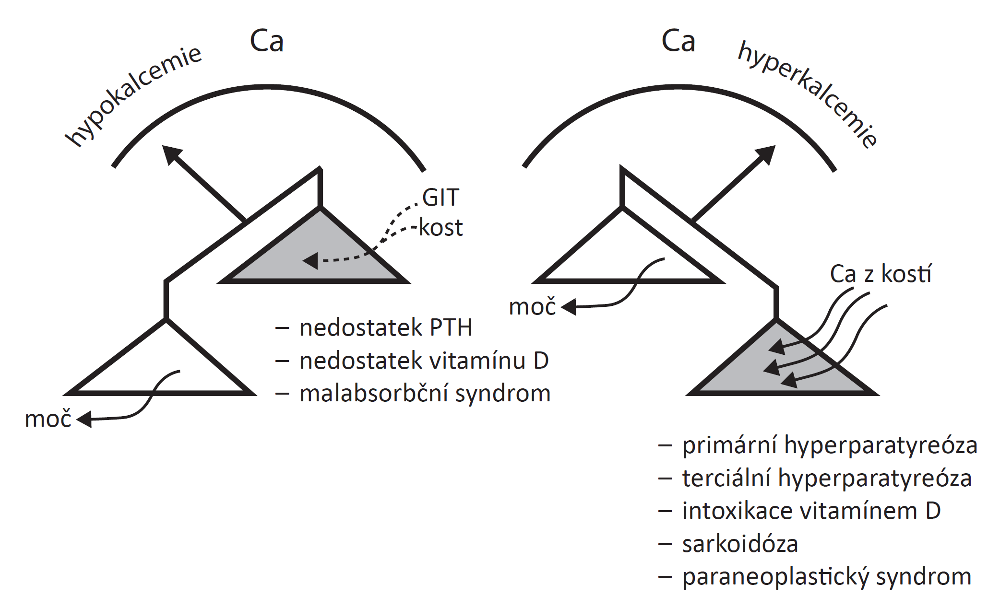 Ca
hypokalcemie
GIT
kost
moč
– nedostatek PTH
– nedostatek vitamínu D
– malabsorbční syndrom
Ca
hyperkalcemie
Ca z kostí
moč
– primární hyperparatyreóza
– terciální hyperparatyreóza
– intoxikace vitamínem D
– sarkoidóza
– paraneoplastický syndrom